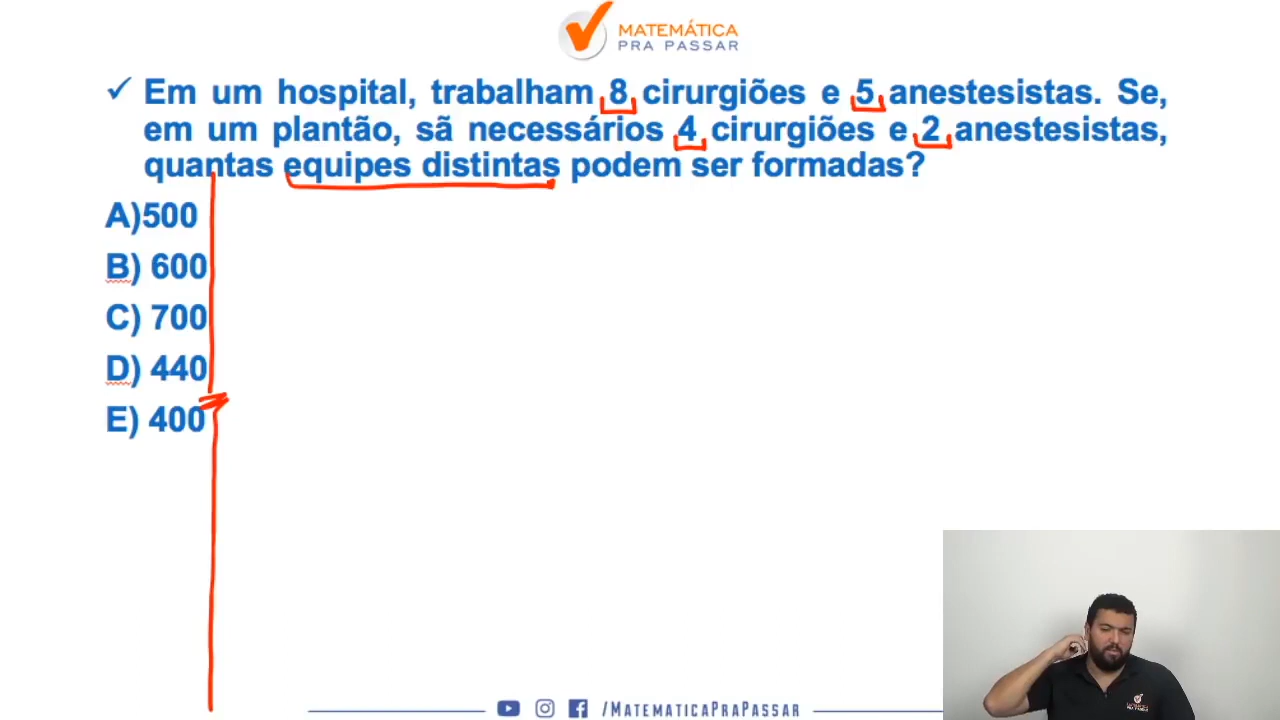 MATEMÁTICA
PRA PASSAR
Em um hospital, trabalham 8 cirurgiões e 5 anestesistas. Se,
em um plantão, sã necessários 4 cirurgiões e 2 anestesistas,
quantas equipes distintas podem ser formadas?
A)500
B) 600
C) 700
D) 440
E) 400
/MATEMATICAPRAPASSAR